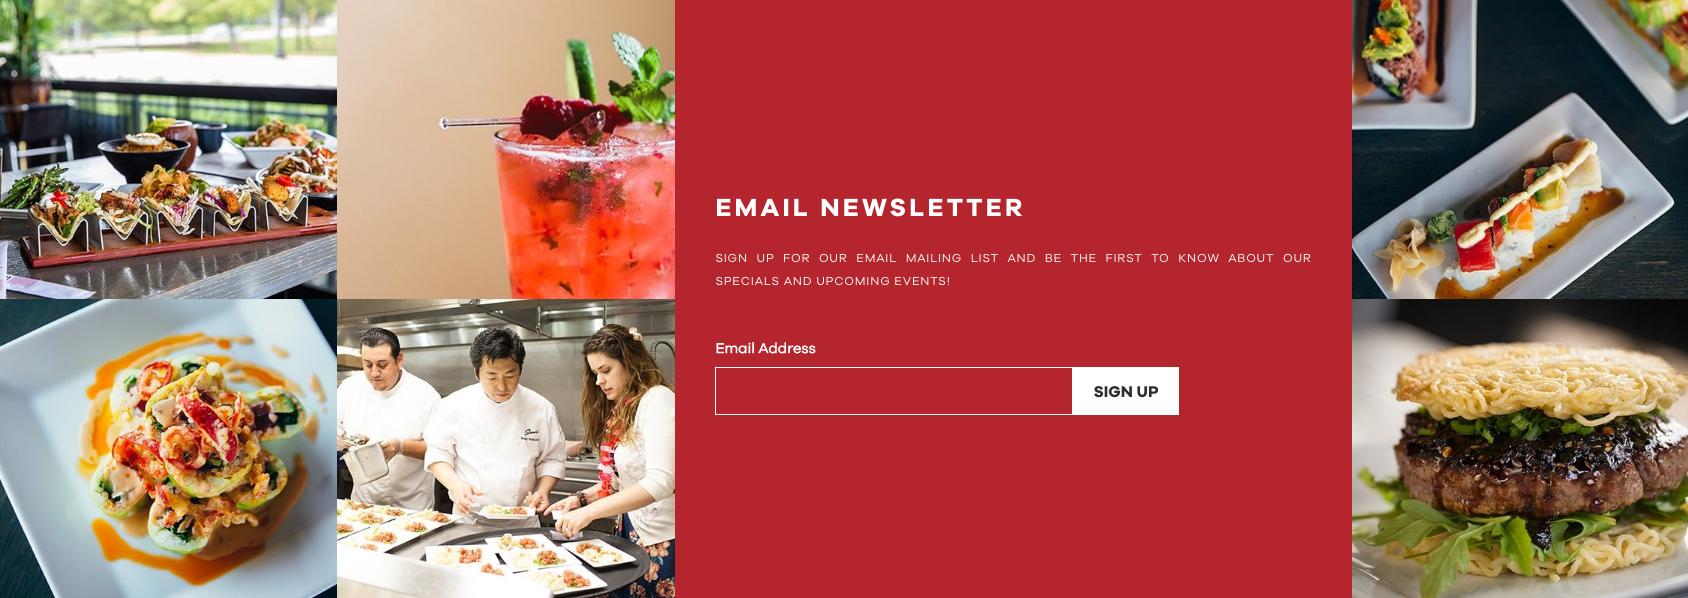 EMAIL NEWSLETTER
SIGN UP FOR OUR EMAIL MAILING LIST AND BE THE FIRST TO KNOW ABOUT OUR
SPECIALS AND UPCOMING EVENTS!
Email Address
SIGN UP